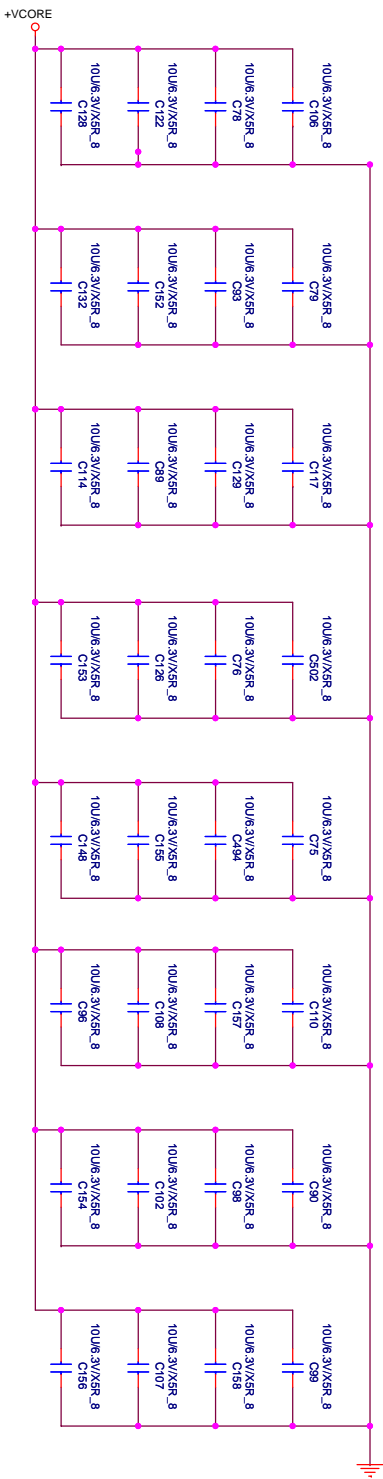 +VCORE
10U/6.3V/X5R_8
C128
10U/6.3V/X5R_8
C122
10U/6.3V/X5R_8
C78
10U/6.3V/X5R_8
C106
10U/6.3V/X5R_8
C132
10U/6.3V/X5R_8
C152
10U/6.3V/X5R_8
C93
10U/6.3V/X5R_8
C79
10U/6.3V/X5R_8
C114
10U/6.3V/X5R_8
C89
10U/6.3V/X5R_8
C129
10U/6.3V/X5R_8
C117
10U/6.3V/X5R_8
C153
10U/6.3V/X5R_8
C126
10U/6.3V/X5R_8
C76
10U/6.3V/X5R_8
C502
10U/6.3V/X5R_8
C148
10U/6.3V/X5R_8
C155
10U/6.3V/X5R_8
C494
10U/6.3V/X5R_8
C75
10U/6.3V/X5R_8
C96
10U/6.3V/X5R_8
C108
10U/6.3V/X5R_8
C157
10U/6.3V/X5R_8
C110
10U/6.3V/X5R_8
C154
10U/6.3V/X5R_8
C102
10U/6.3V/X5R_8
C98
10U/6.3V/X5R_8
C90
10U/6.3V/X5R_8
C156
10U/6.3V/X5R_8
C107
10U/6.3V/X5R_8
C158
10U/6.3V/X5R_8
C99